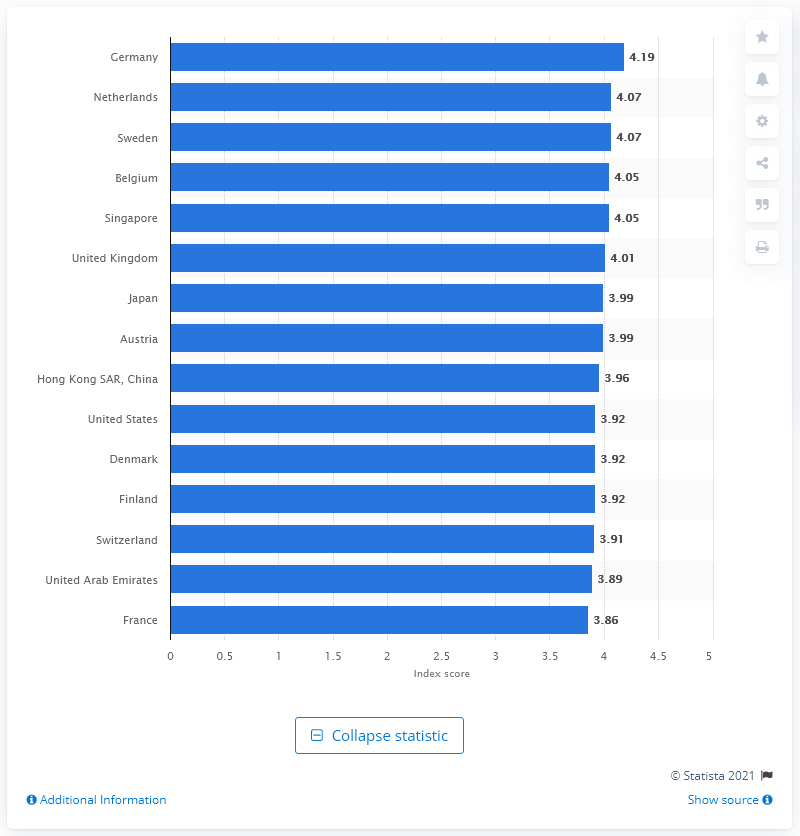 Germany 4.19
Netherlands 4.07
Sweden 4.07
Belgium 4.05
Singapore 4.05
United Kingdom 4.01
Japan 3.99
Austria 3.99
Hong Kong SAR, China 3.96
United States 3.92
Denmark 3.92
Finland 3.92
Switzerland 3.91
United Arab Emirates 3.89
France 3.86
0 0.5 1 1.5 2 2.5 3 3.5 4 4.5 5
Index score
Collapse statistic
© Statista 2021
Additional Information Show source